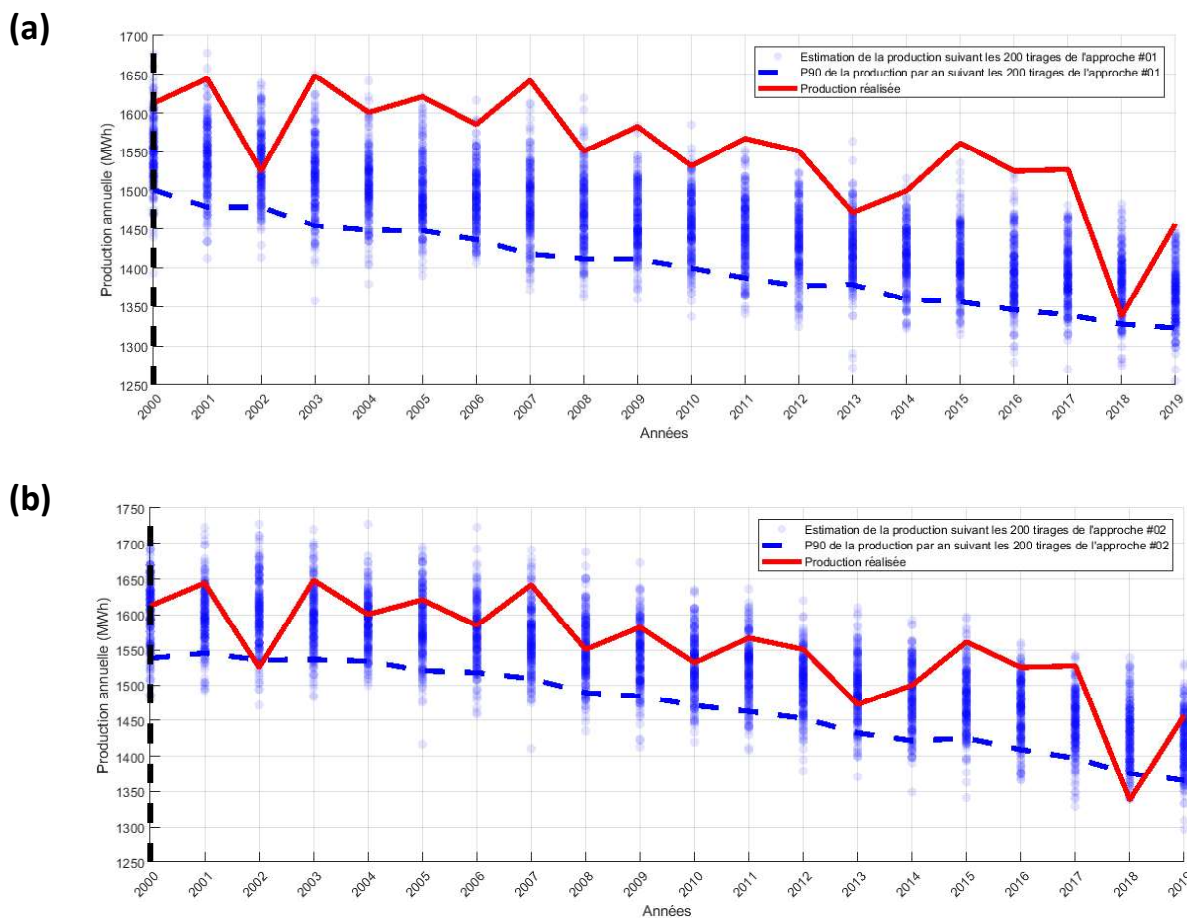 (a)
1700
1650
1600
1550
1500
1450
1400
1350
1300
1250
Production annuelle (MWh)
Estimation de la production suivant les 200 tirages de l'approche #01
P90 de la production par an suivant les 200 tirages de l'approche #01
Production réalisée
2000 2001 2002 2003 2004 2005 2006 2007 2008 2009 2010 2011 2012 2013 2014 2015 2016 2017 2018 2019
Années
(b)
1750
1700
1650
1600
1550
1500
1450
1400
1350
1300
1250
Production annuelle (MWh)
Estimation de la production suivant les 200 tirages de l'approche #02
P90 de la production par an suivant les 200 tirages de l'approche #02
Production réalisée
2000 2001 2002 2003 2004 2005 2006 2007 2008 2009 2010 2011 2012 2013 2014 2015 2016 2017 2018 2019
Années